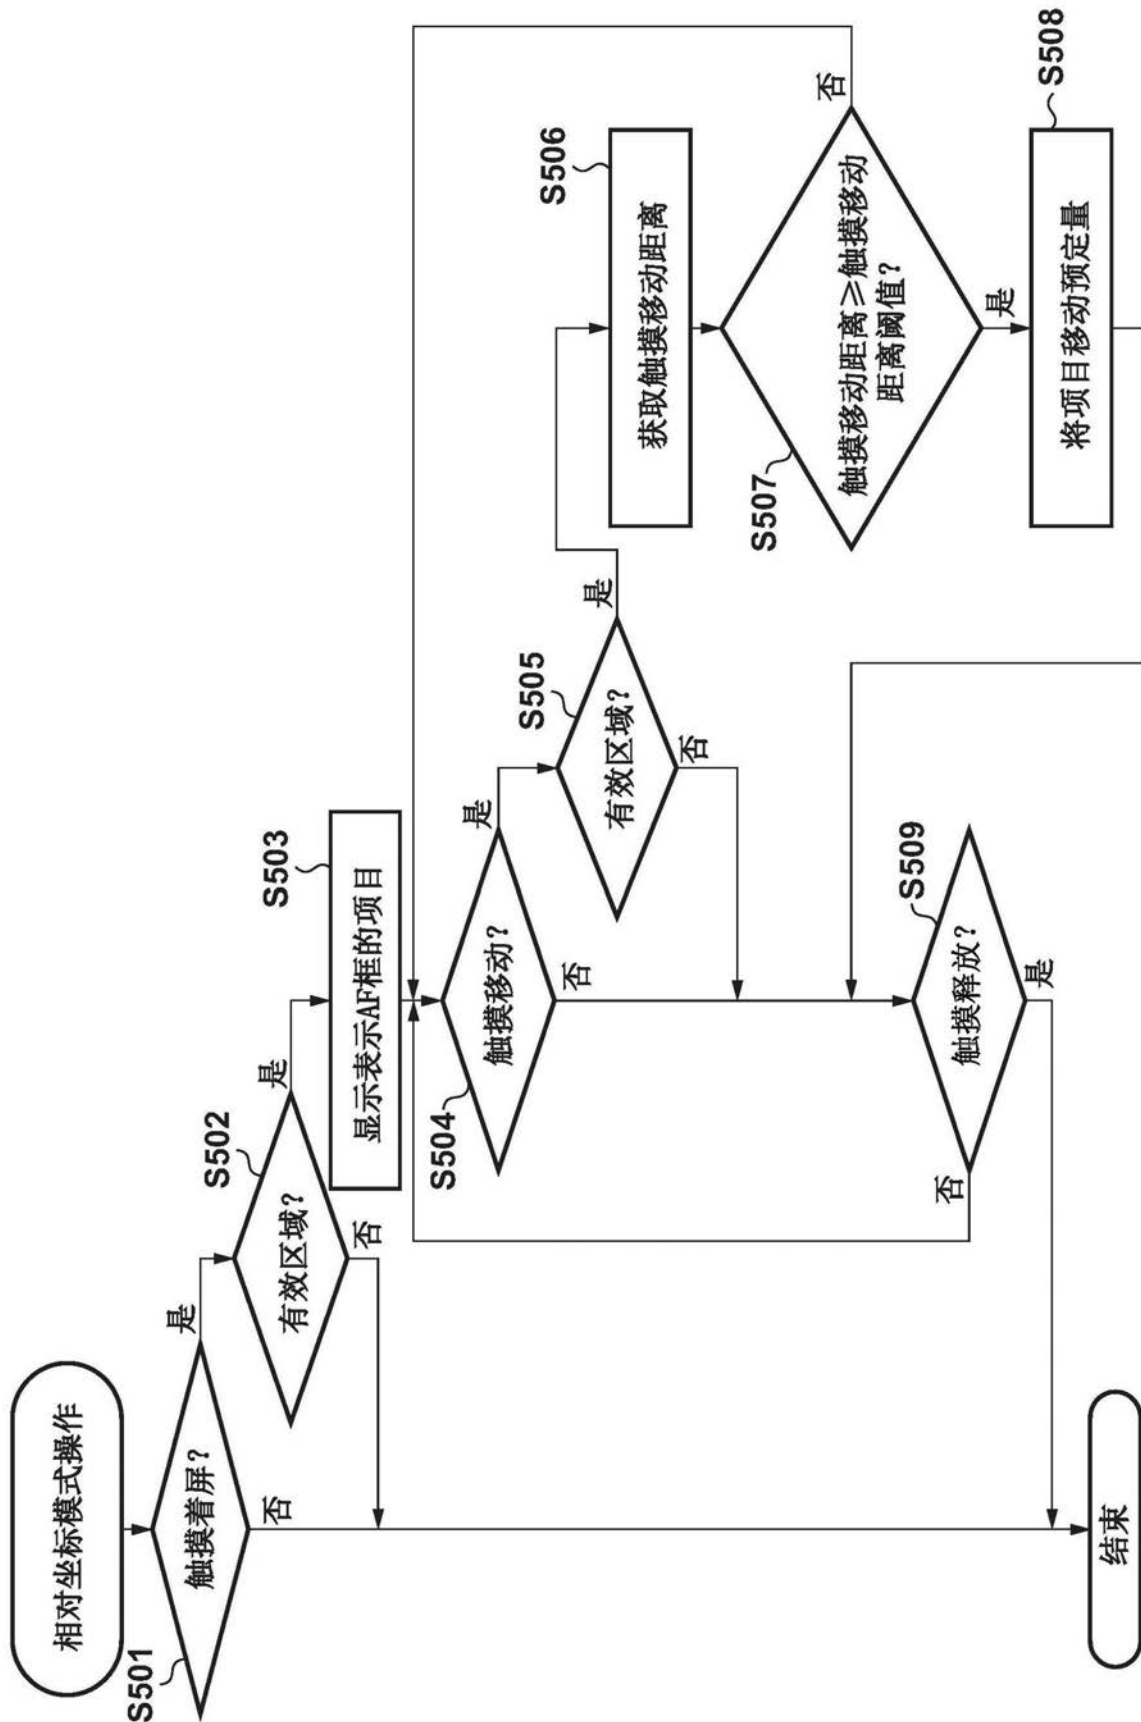 相对坐标模式操作
S501
触摸着屏?
是
否
S502
有效区域?
是
否
S503
显示表示AF框的项目
S504
触摸移动?
是
否
S505
有效区域?
是
否
S506
获取触摸移动距离
S507
触摸移动距离≥触摸移动
距离阈值?
否
是
S508
将项目移动预定量
S509
触摸释放?
否
是
结束